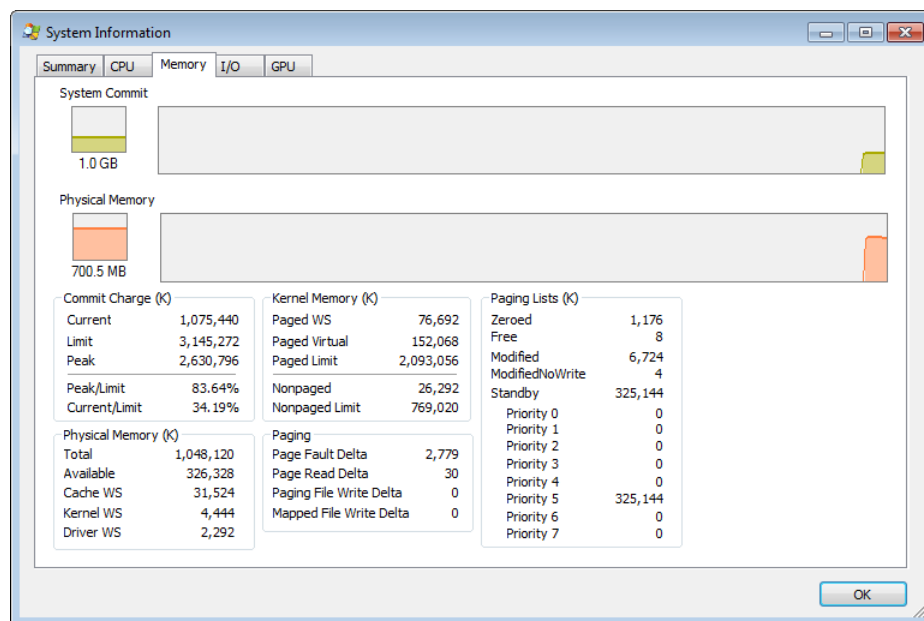 System Information
Summary CPU Memory I/O GPU
System Commit
1.0 GB
Physical Memory
700.5 MB
Commit Charge (K)
Current 1,075,440
Limit 3,145,272
Peak 2,630,796
Peak/Limit 83.64%
Current/Limit 34.19%
Physical Memory (K)
Total 1,048,120
Available 326,328
Cache WS 31,524
Kernel WS 4,444
Driver WS 2,292
Kernel Memory (K)
Paged WS 76,692
Paged Virtual 152,068
Paged Limit 2,093,056
Nonpaged 26,292
Nonpaged Limit 769,020
Paging
Page Fault Delta 2,779
Page Read Delta 30
Paging File Write Delta 0
Mapped File Write Delta 0
Paging Lists (K)
Zeroed 1,176
Free 8
Modified 6,724
ModifiedNoWrite 4
Standby 325,144
Priority 0 0
Priority 1 0
Priority 2 0
Priority 3 0
Priority 4 0
Priority 5 325,144
Priority 6 0
Priority 7 0
OK